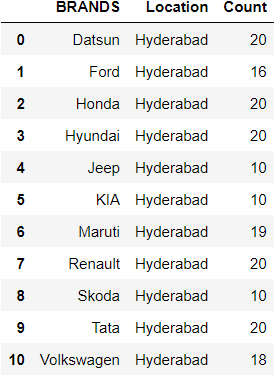 BRANDS Location Count
0 Datsun Hyderabad 20
1 Ford Hyderabad 16
2 Honda Hyderabad 20
3 Hyundai Hyderabad 20
4 Jeep Hyderabad 10
5 KIA Hyderabad 10
6 Maruti Hyderabad 19
7 Renault Hyderabad 20
8 Skoda Hyderabad 10
9 Tata Hyderabad 20
10 Volkswagen Hyderabad 18